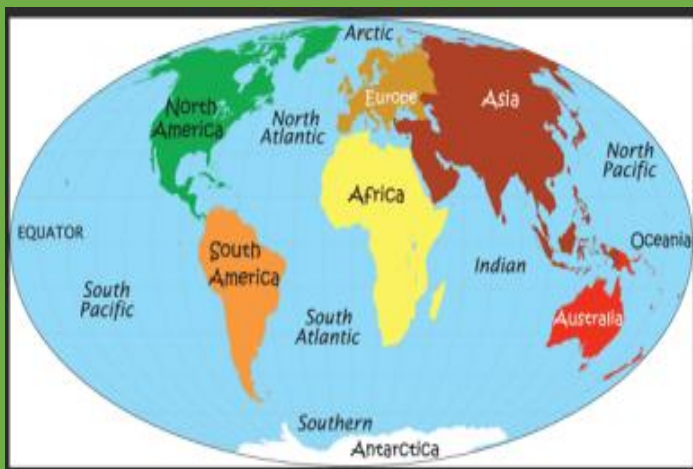 Arctic
North
America
North
Atlantic
Europe
Asia
North
Pacific
Africa
EQUATOR
South
America
Indian
Oceania
South
Pacific
South
Atlantic
Australia
Southern
Antarctica